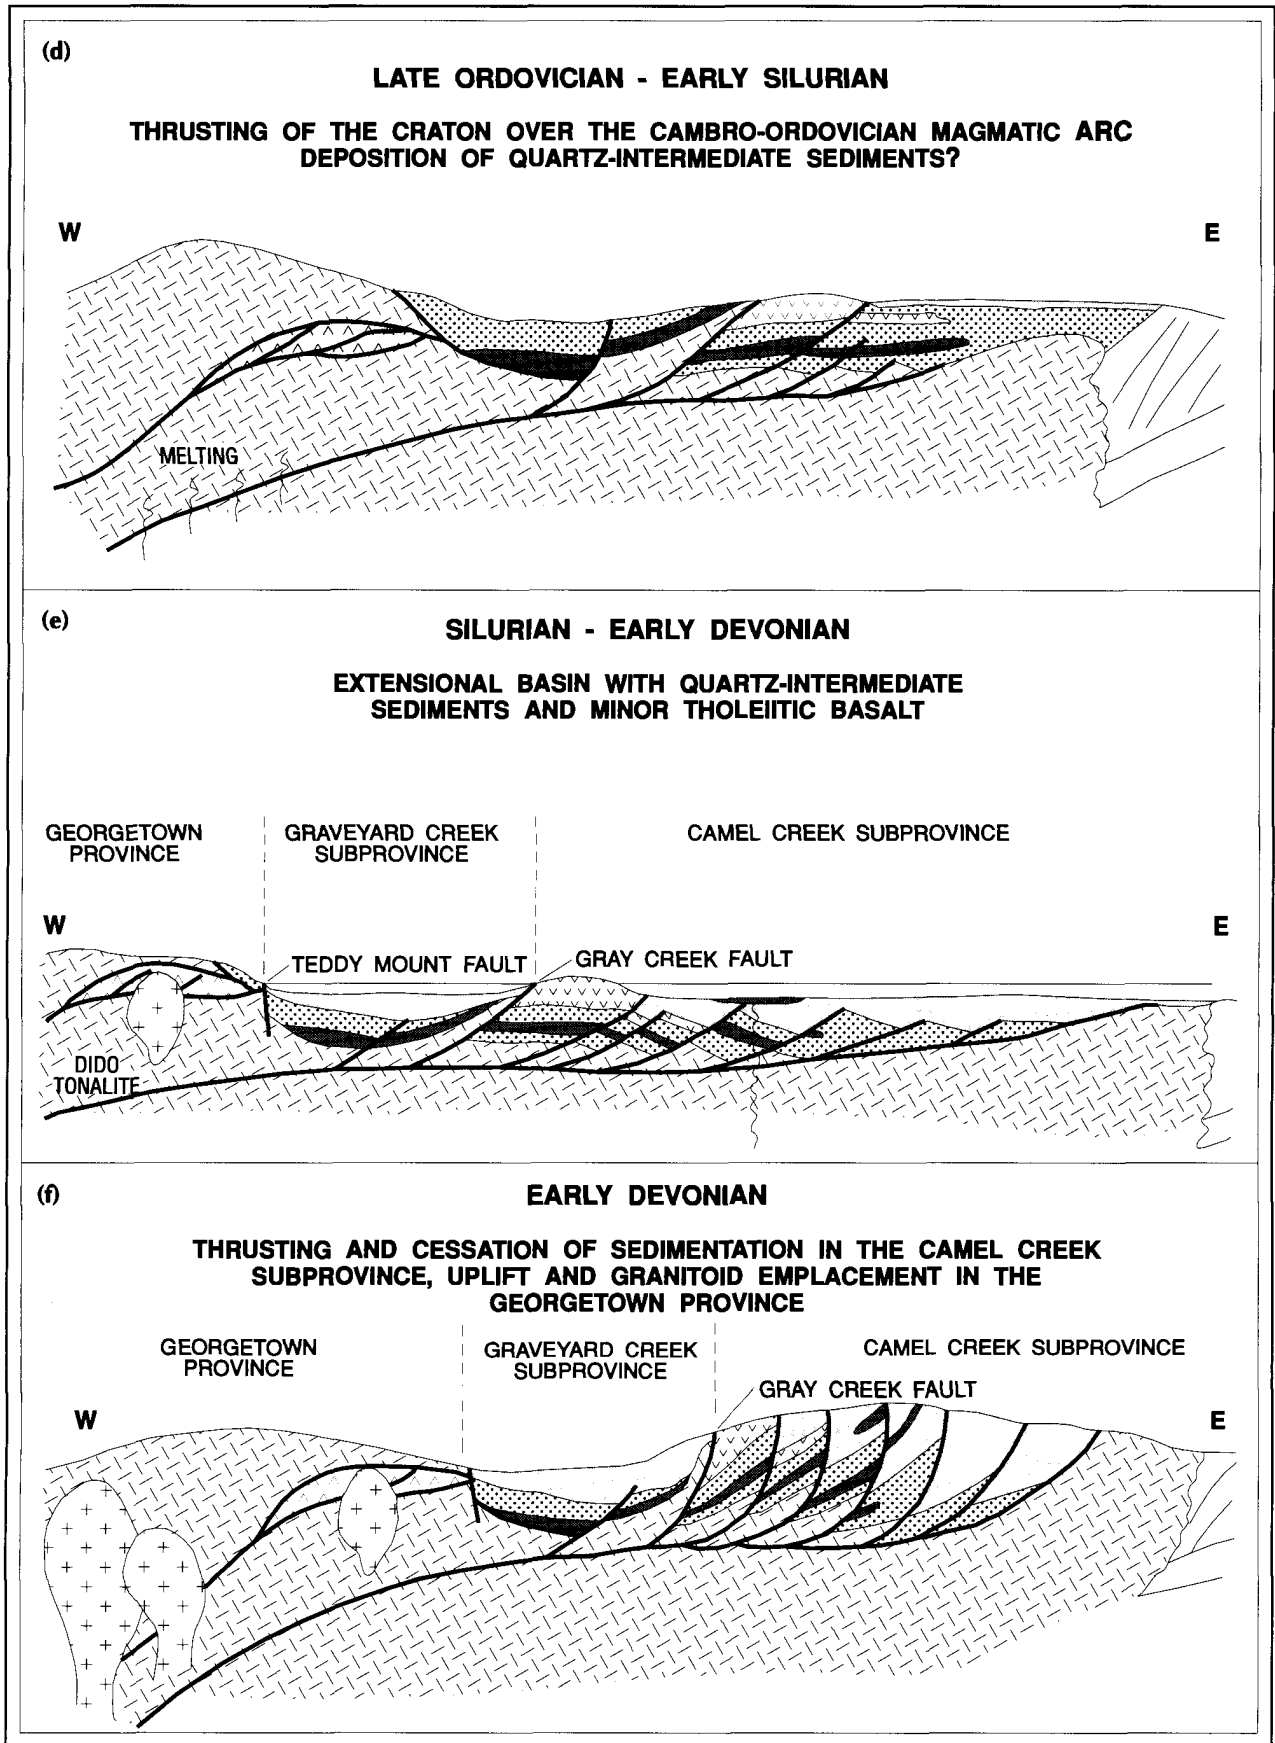 (d)
LATE ORDOVICIAN - EARLY SILURIAN
THRUSTING OF THE CRATON OVER THE CAMBRO-ORDOVICIAN MAGMATIC ARC
DEPOSITION OF QUARTZ-INTERMEDIATE SEDIMENTS?
W
E
MELTING
(e)
SILURIAN - EARLY DEVONIAN
EXTENSIONAL BASIN WITH QUARTZ-INTERMEDIATE
SEDIMENTS AND MINOR THOLEIITIC BASALT
GEORGETOWN
PROVINCE
GRAVEYARD CREEK
SUBPROVINCE
CAMEL CREEK SUBPROVINCE
W
E
TEDDY MOUNT FAULT
GRAY CREEK FAULT
DIDO
TONALITE
(f)
EARLY DEVONIAN
THRUSTING AND CESSATION OF SEDIMENTATION IN THE CAMEL CREEK
SUBPROVINCE, UPLIFT AND GRANITOID EMPLACEMENT IN THE
GEORGETOWN PROVINCE
GEORGETOWN
PROVINCE
GRAVEYARD CREEK
SUBPROVINCE
CAMEL CREEK SUBPROVINCE
GRAY CREEK FAULT
W
E